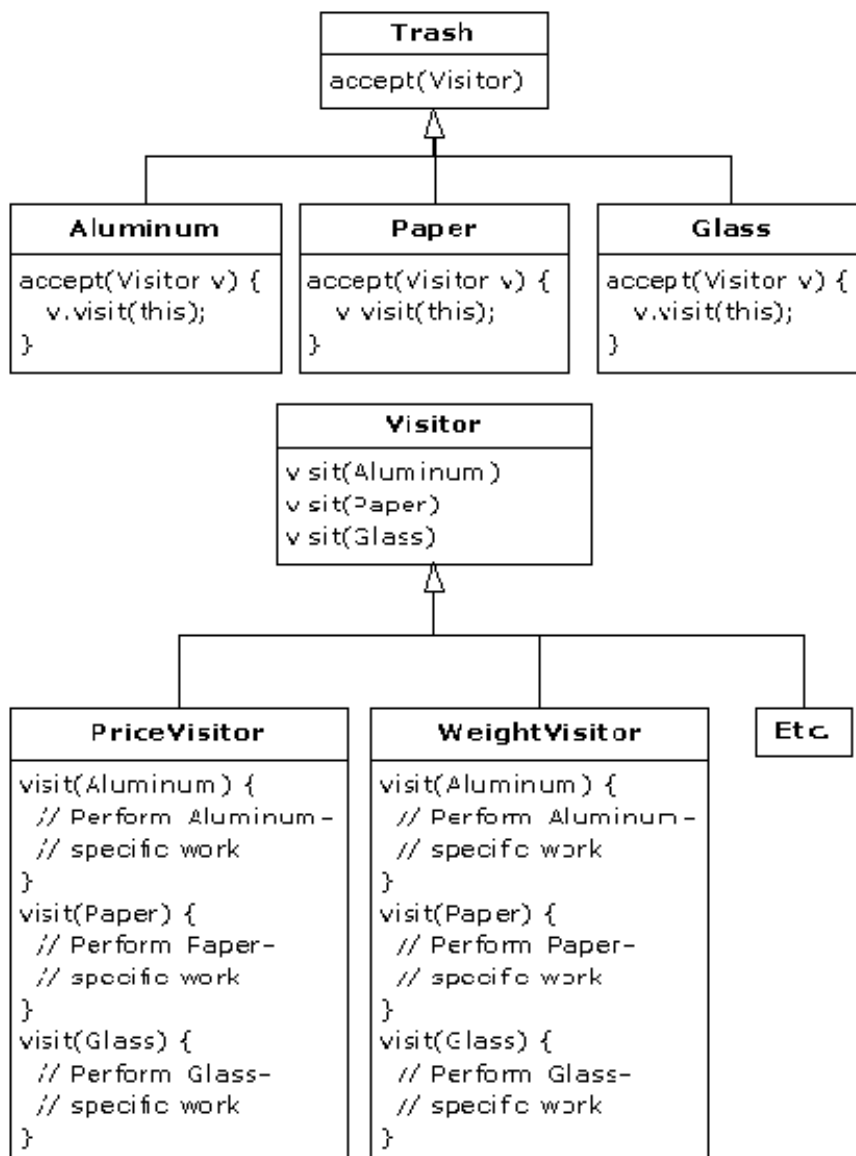 Trash
accept(Visitor)
Aluminum
accept(Visitor v) {
v.visit(this);
}
Paper
accept(Visitor v) {
v visit(this);
}
Glass
accept(Visitor v) {
v.visit(this);
}
Visitor
v sit(Aluminum)
v sit(Paper)
v sit(Glass)
PriceVisitor
visit(Aluminum) {
// Perform Aluminum-
// specific work
}
visit(Paper) {
// Perform Faper-
// specific work
}
visit(Glass) {
// Perform Glass-
// specific work
}
WeightVisitor
visit(Aluminum) {
// Perform Aluminum-
// specifc work
}
visit(Paper) {
// Perform Paper-
// specific work
}
visit(Glass) {
// Perform Glass-
// specific work
}
Etc.